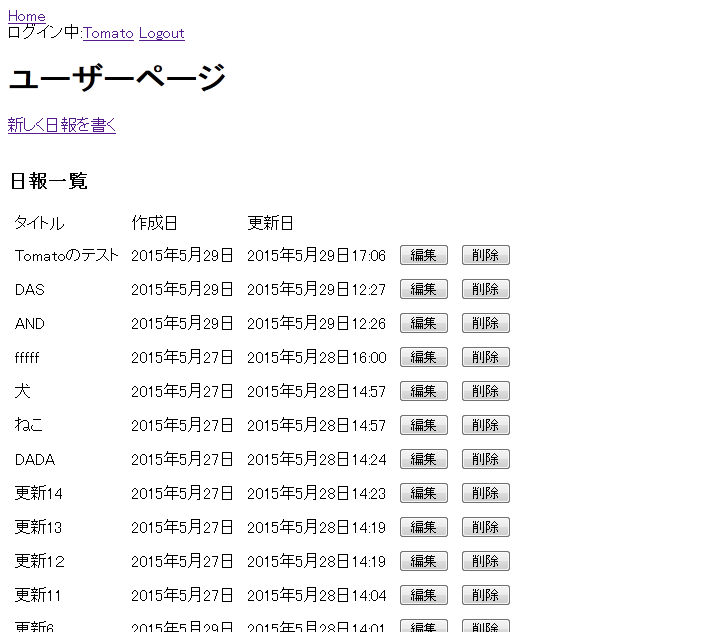 Home
ログイン中:Tomato Logout
ユーザーページ
新しく日報を書く
日報一覧
タイトル 作成日 更新日
Tomatoのテスト 2015年5月29日 2015年5月29日17:06 編集 削除
DAS 2015年5月29日 2015年5月29日12:27 編集 削除
AND 2015年5月29日 2015年5月29日12:26 編集 削除
fffff 2015年5月27日 2015年5月28日16:00 編集 削除
犬 2015年5月27日 2015年5月28日14:57 編集 削除
ねこ 2015年5月27日 2015年5月28日14:57 編集 削除
DADA 2015年5月27日 2015年5月28日14:24 編集 削除
更新14 2015年5月27日 2015年5月28日14:23 編集 削除
更新13 2015年5月27日 2015年5月28日14:19 編集 削除
更新12 2015年5月27日 2015年5月28日14:19 編集 削除
更新11 2015年5月27日 2015年5月28日14:04 編集 削除
更新6 2015年5月29日 2015年5月28日14:01 編集 削除